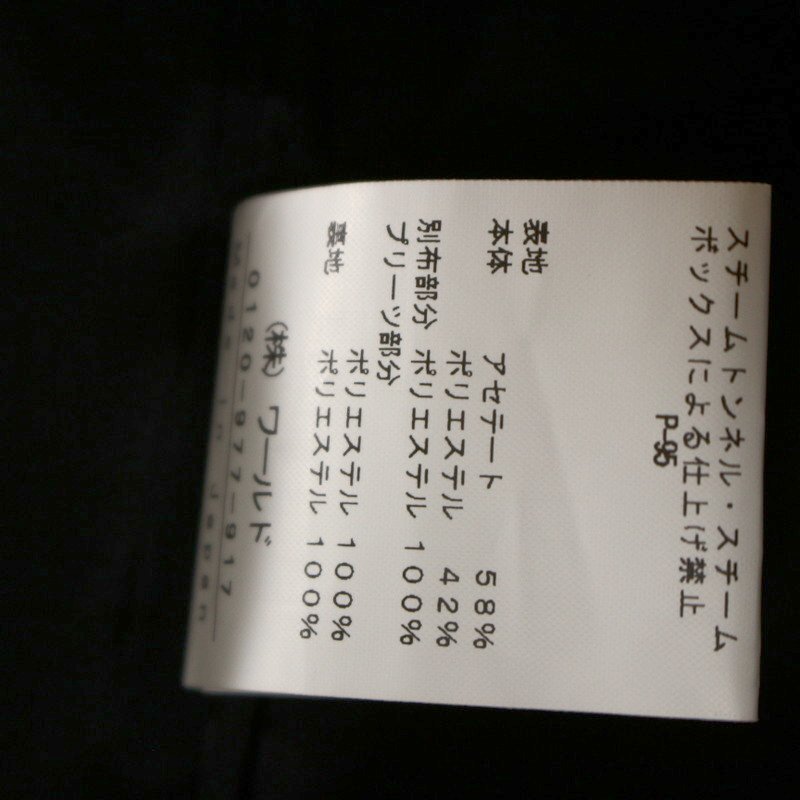 スチームトンネル・スチーム
ボックスによる仕上げ禁止
P-95
表地
本体 アセテート 58%
ポリエステル 42%
別布部分 ポリエステル 100%
プリーツ部分
ポリエステル 100%
裏地 ポリエステル 100%
(株) ワールド
0120-977-917
Made in Japan